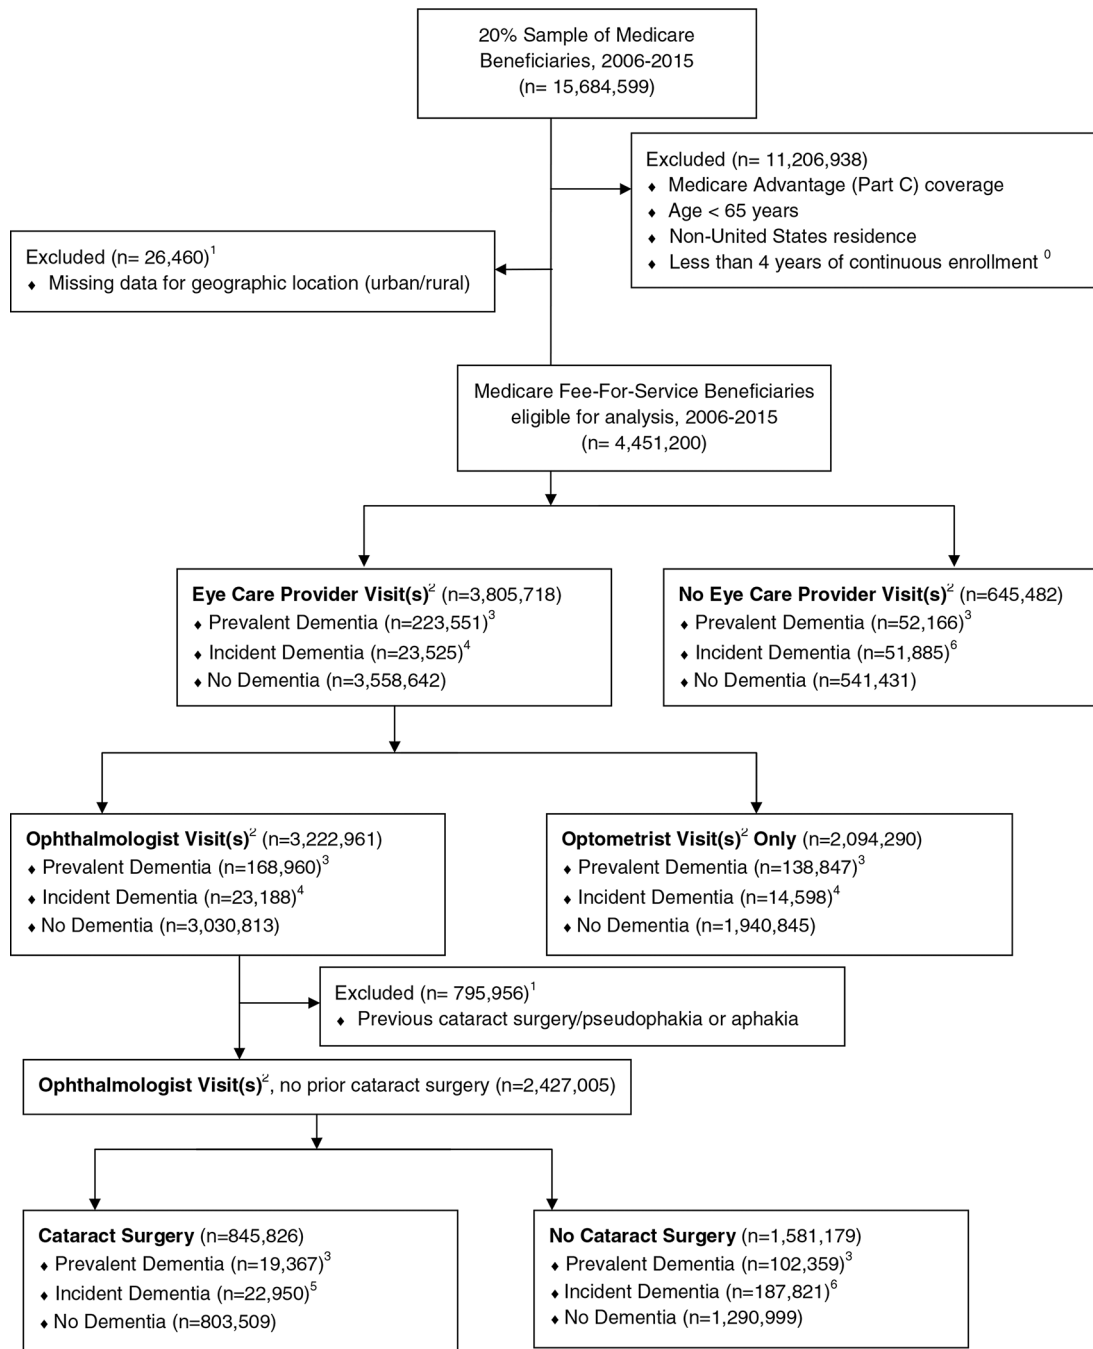 20% Sample of Medicare
Beneficiaries, 2006-2015
(n= 15,684,599)
Excluded (n= 11,206,938)
♦ Medicare Advantage (Part C) coverage
♦ Age < 65 years
♦ Non-United States residence
♦ Less than 4 years of continuous enrollment 0
Excluded (n= 26,460)1
♦ Missing data for geographic location (urban/rural)
Medicare Fee-For-Service Beneficiaries
eligible for analysis, 2006-2015
(n= 4,451,200)
Eye Care Provider Visit(s)2 (n=3,805,718)
♦ Prevalent Dementia (n=223,551)3
♦ Incident Dementia (n=23,525)4
♦ No Dementia (n=3,558,642)
No Eye Care Provider Visit(s)2 (n=645,482)
♦ Prevalent Dementia (n=52,166)3
♦ Incident Dementia (n=51,885)6
♦ No Dementia (n=541,431)
Ophthalmologist Visit(s)2 (n=3,222,961)
♦ Prevalent Dementia (n=168,960)3
♦ Incident Dementia (n=23,188)4
♦ No Dementia (n=3,030,813)
Optometrist Visit(s)2 Only (n=2,094,290)
♦ Prevalent Dementia (n=138,847)3
♦ Incident Dementia (n=14,598)4
♦ No Dementia (n=1,940,845)
Excluded (n= 795,956)1
♦ Previous cataract surgery/pseudophakia or aphakia
Ophthalmologist Visit(s)2, no prior cataract surgery (n=2,427,005)
Cataract Surgery (n=845,826)
♦ Prevalent Dementia (n=19,367)3
♦ Incident Dementia (n=22,950)5
♦ No Dementia (n=803,509)
No Cataract Surgery (n=1,581,179)
♦ Prevalent Dementia (n=102,359)3
♦ Incident Dementia (n=187,821)6
♦ No Dementia (n=1,290,999)